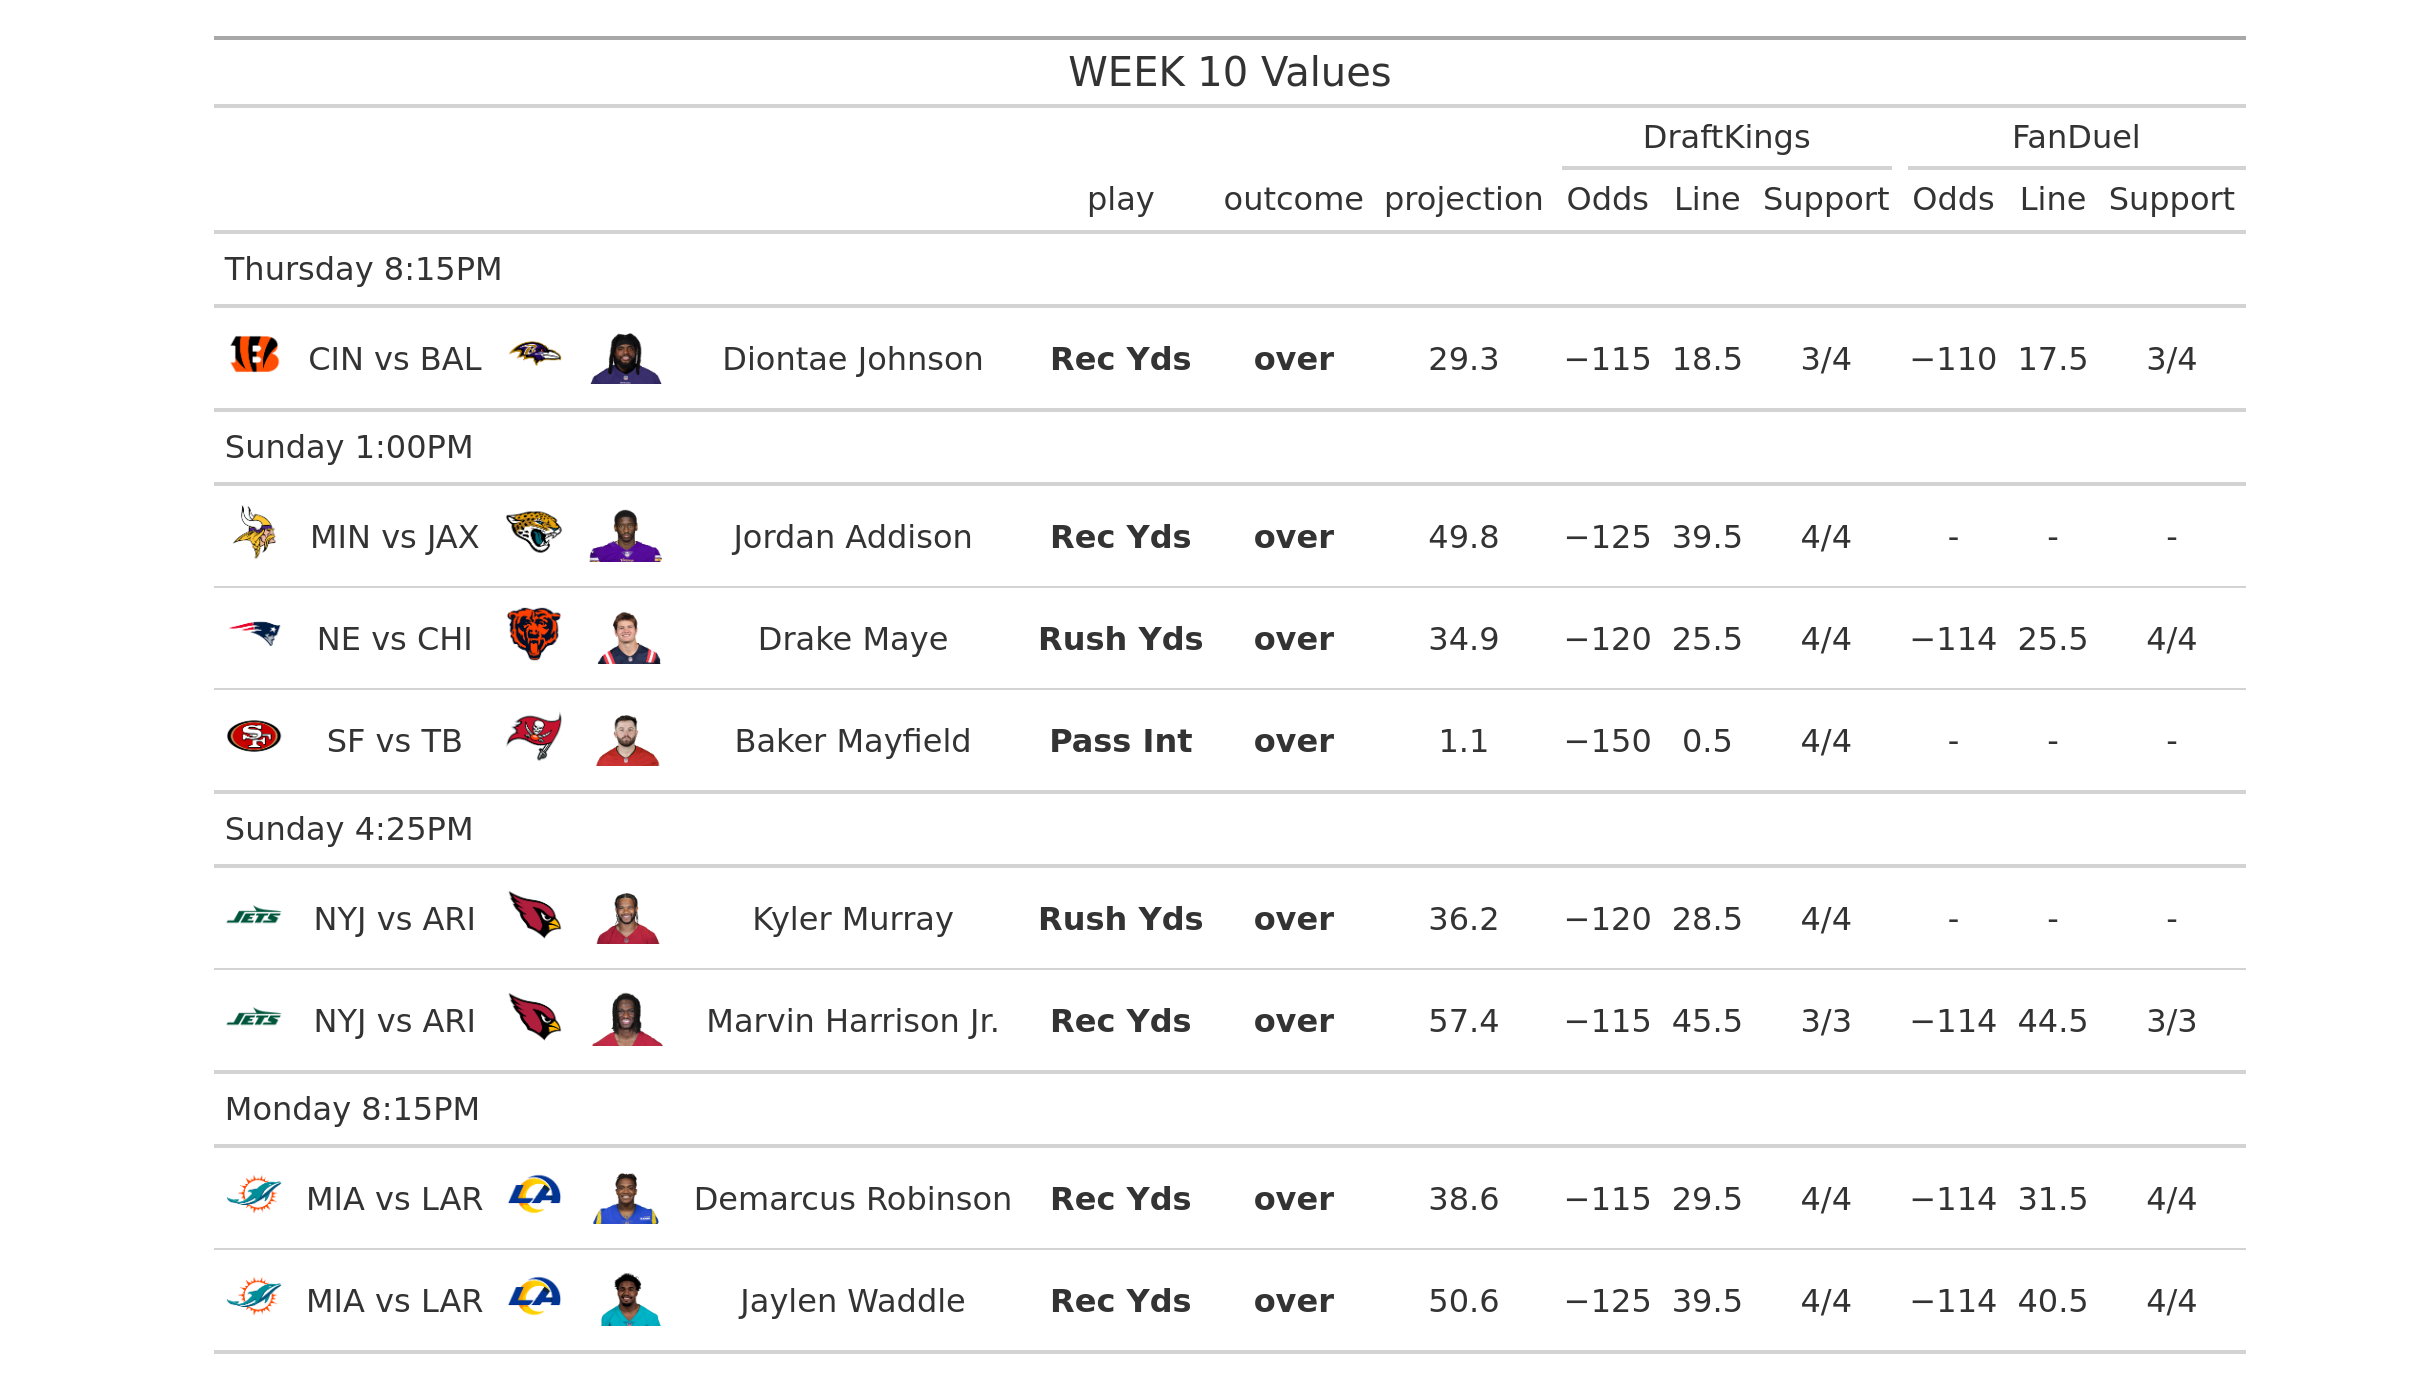 WEEK 10 Values
DraftKings FanDuel
play outcome projection Odds Line Support Odds Line Support
Thursday 8:15PM
CIN vs BAL Diontae Johnson Rec Yds over 29.3 −115 18.5 3/4 −110 17.5 3/4
Sunday 1:00PM
MIN vs JAX Jordan Addison Rec Yds over 49.8 −125 39.5 4/4 - - -
NE vs CHI Drake Maye Rush Yds over 34.9 −120 25.5 4/4 −114 25.5 4/4
SF vs TB Baker Mayfield Pass Int over 1.1 −150 0.5 4/4 - - -
Sunday 4:25PM
JETS NYJ vs ARI Kyler Murray Rush Yds over 36.2 −120 28.5 4/4 - - -
JETS NYJ vs ARI Marvin Harrison Jr. Rec Yds over 57.4 −115 45.5 3/3 −114 44.5 3/3
Monday 8:15PM
MIA vs LAR LA Demarcus Robinson Rec Yds over 38.6 −115 29.5 4/4 −114 31.5 4/4
MIA vs LAR LA Jaylen Waddle Rec Yds over 50.6 −125 39.5 4/4 −114 40.5 4/4